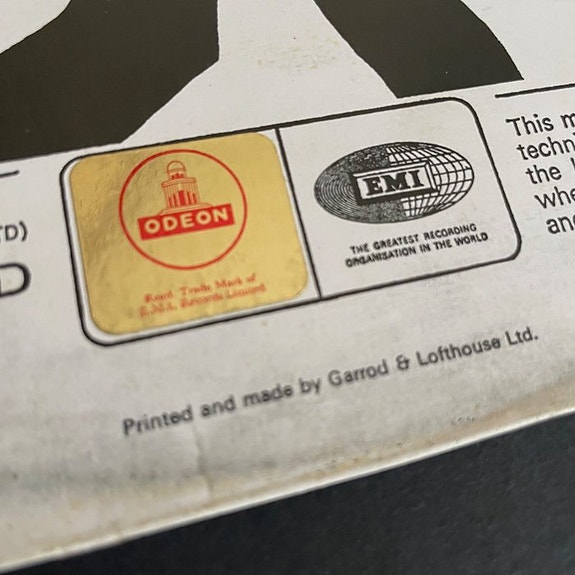 This m
techn
the
whe
an
TD)
D
ODEON
Regd. Trade Mark of
E.M.I. Records Limited
EMI
THE GREATEST RECORDING
ORGANISATION IN THE WORLD
Printed and made by Garrod & Lofthouse Ltd.